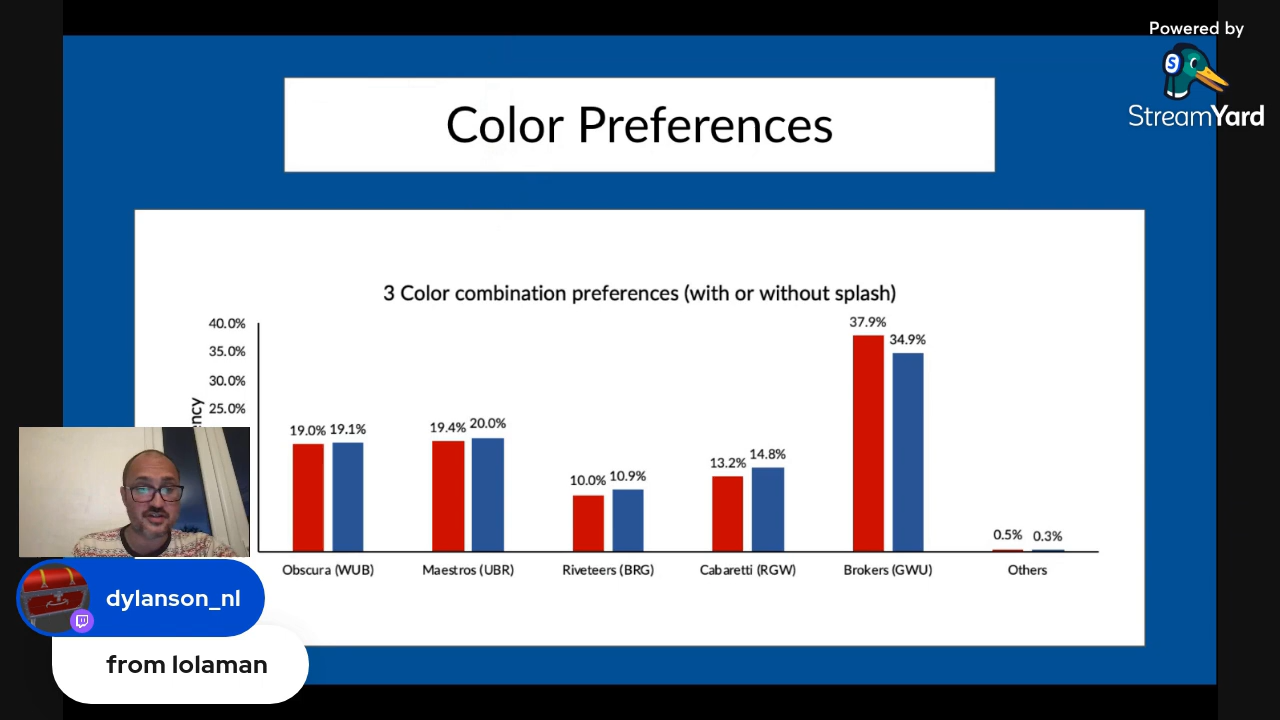 Powered by
StreamYard
Color Preferences
3 Color combination preferences (with or without splash)
40.0%
35.0%
30.0%
25.0%
19.0% 19.1%
19.4% 20.0%
10.0% 10.9%
13.2% 14.8%
37.9%
34.9%
0.5% 0.3%
Obscura (WUB)
Maestros (UBR)
Riveteers (BRG)
Cabaretti (RGW)
Brokers (GWU)
Others
dylanson_nl
from lolaman